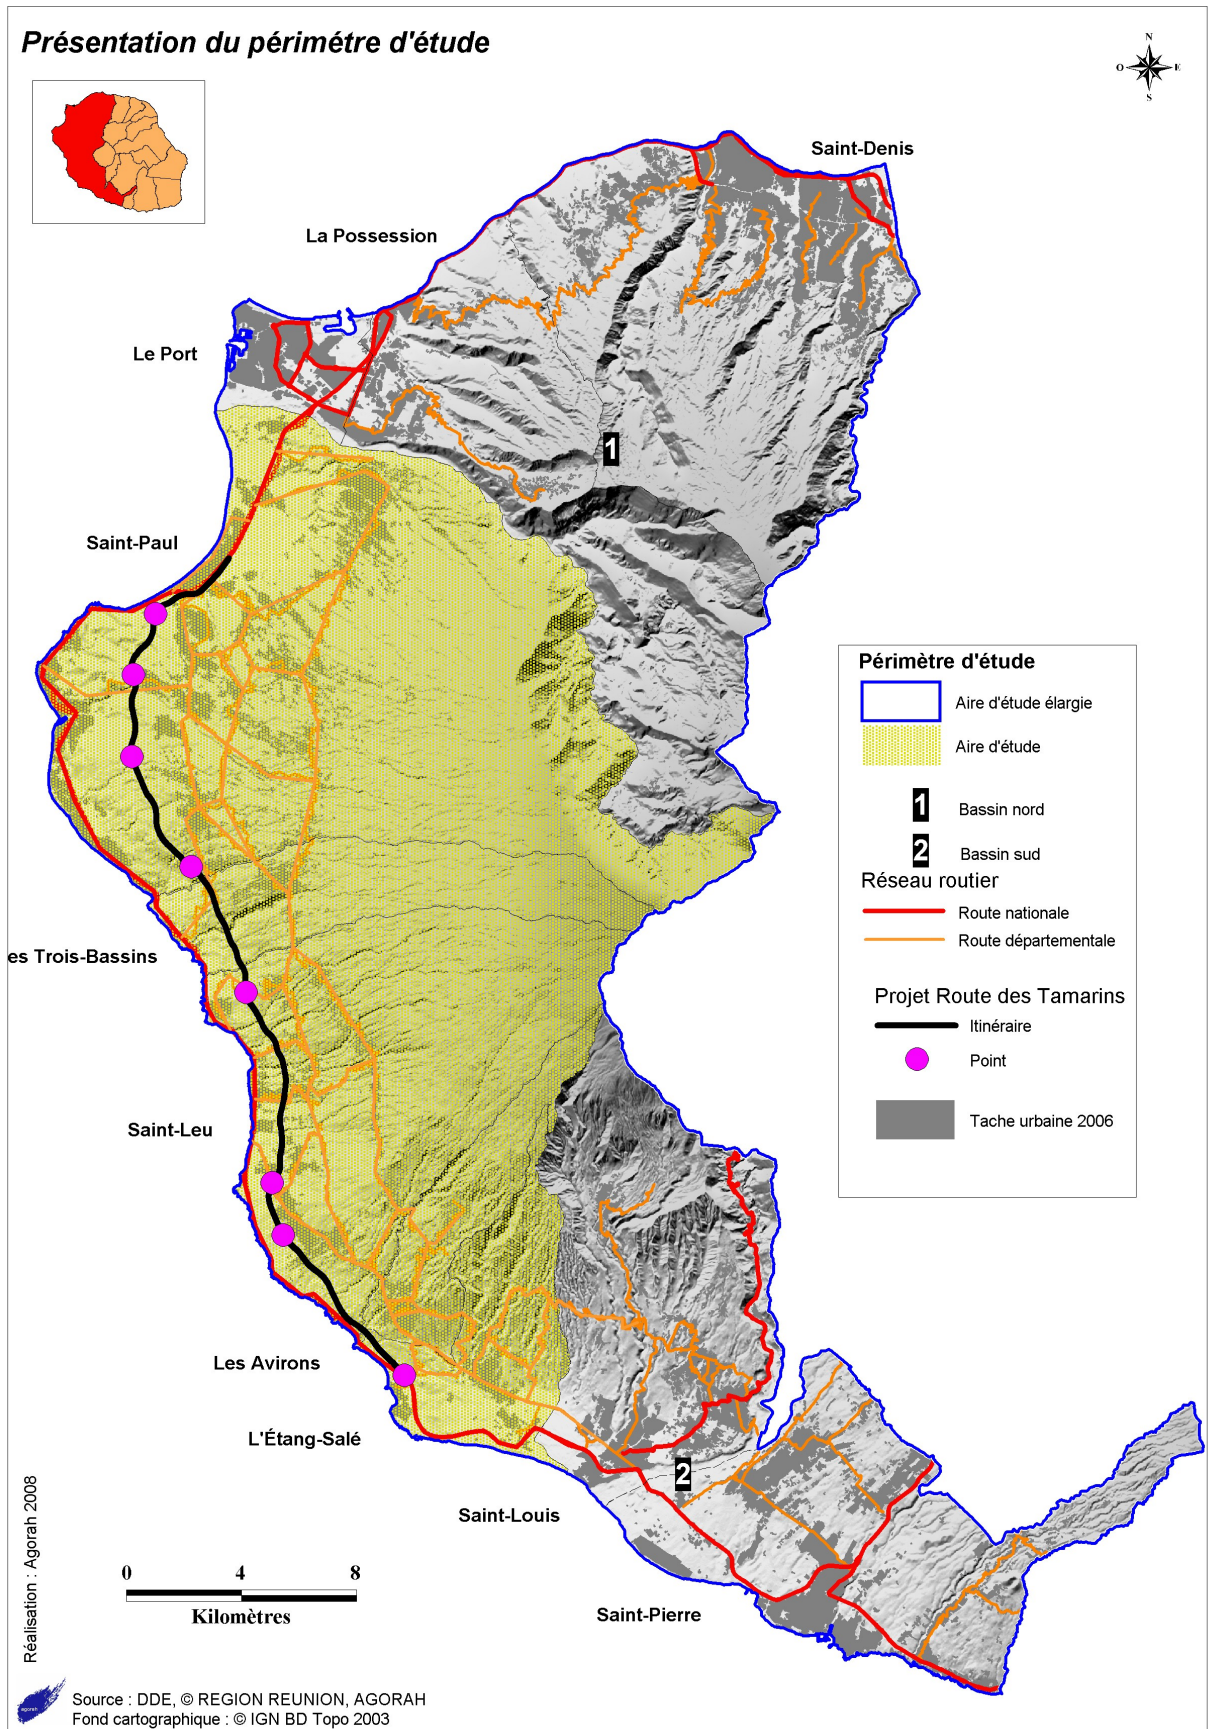 Présentation du périmétre d'étude
N
O
E
S
Saint-Denis
La Possession
Le Port
1
Saint-Paul
es Trois-Bassins
Saint-Leu
Les Avirons
L'Étang-Salé
2
Saint-Louis
Saint-Pierre
Périmètre d'étude
Aire d'étude élargie
Aire d'étude
1 Bassin nord
2 Bassin sud
Réseau routier
Route nationale
Route départementale
Projet Route des Tamarins
Itinéraire
Point
Tache urbaine 2006
0 4 8
Kilomètres
Réalisation : Agorah 2008
agorah
Source : DDE, © REGION REUNION, AGORAH
Fond cartographique : © IGN BD Topo 2003